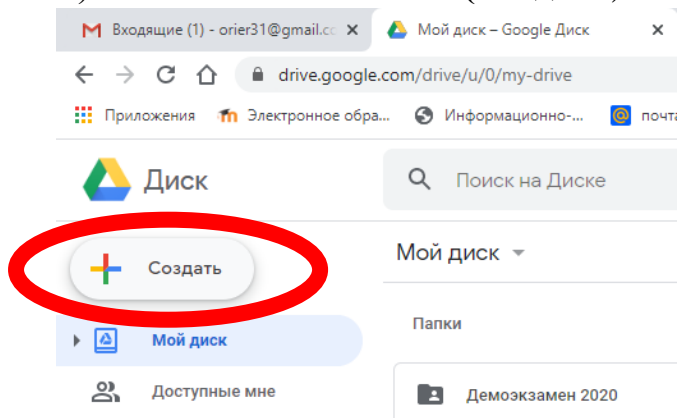 Входящие (1) - orier31@gmail.cc
Мой диск – Google Диск
drive.google.com/drive/u/0/my-drive
Приложения Электронное обра... Информационно-... почта
Диск Поиск на Диске
Создать Мой диск
Папки
Мой диск
Доступные мне Демоэкзамен 2020